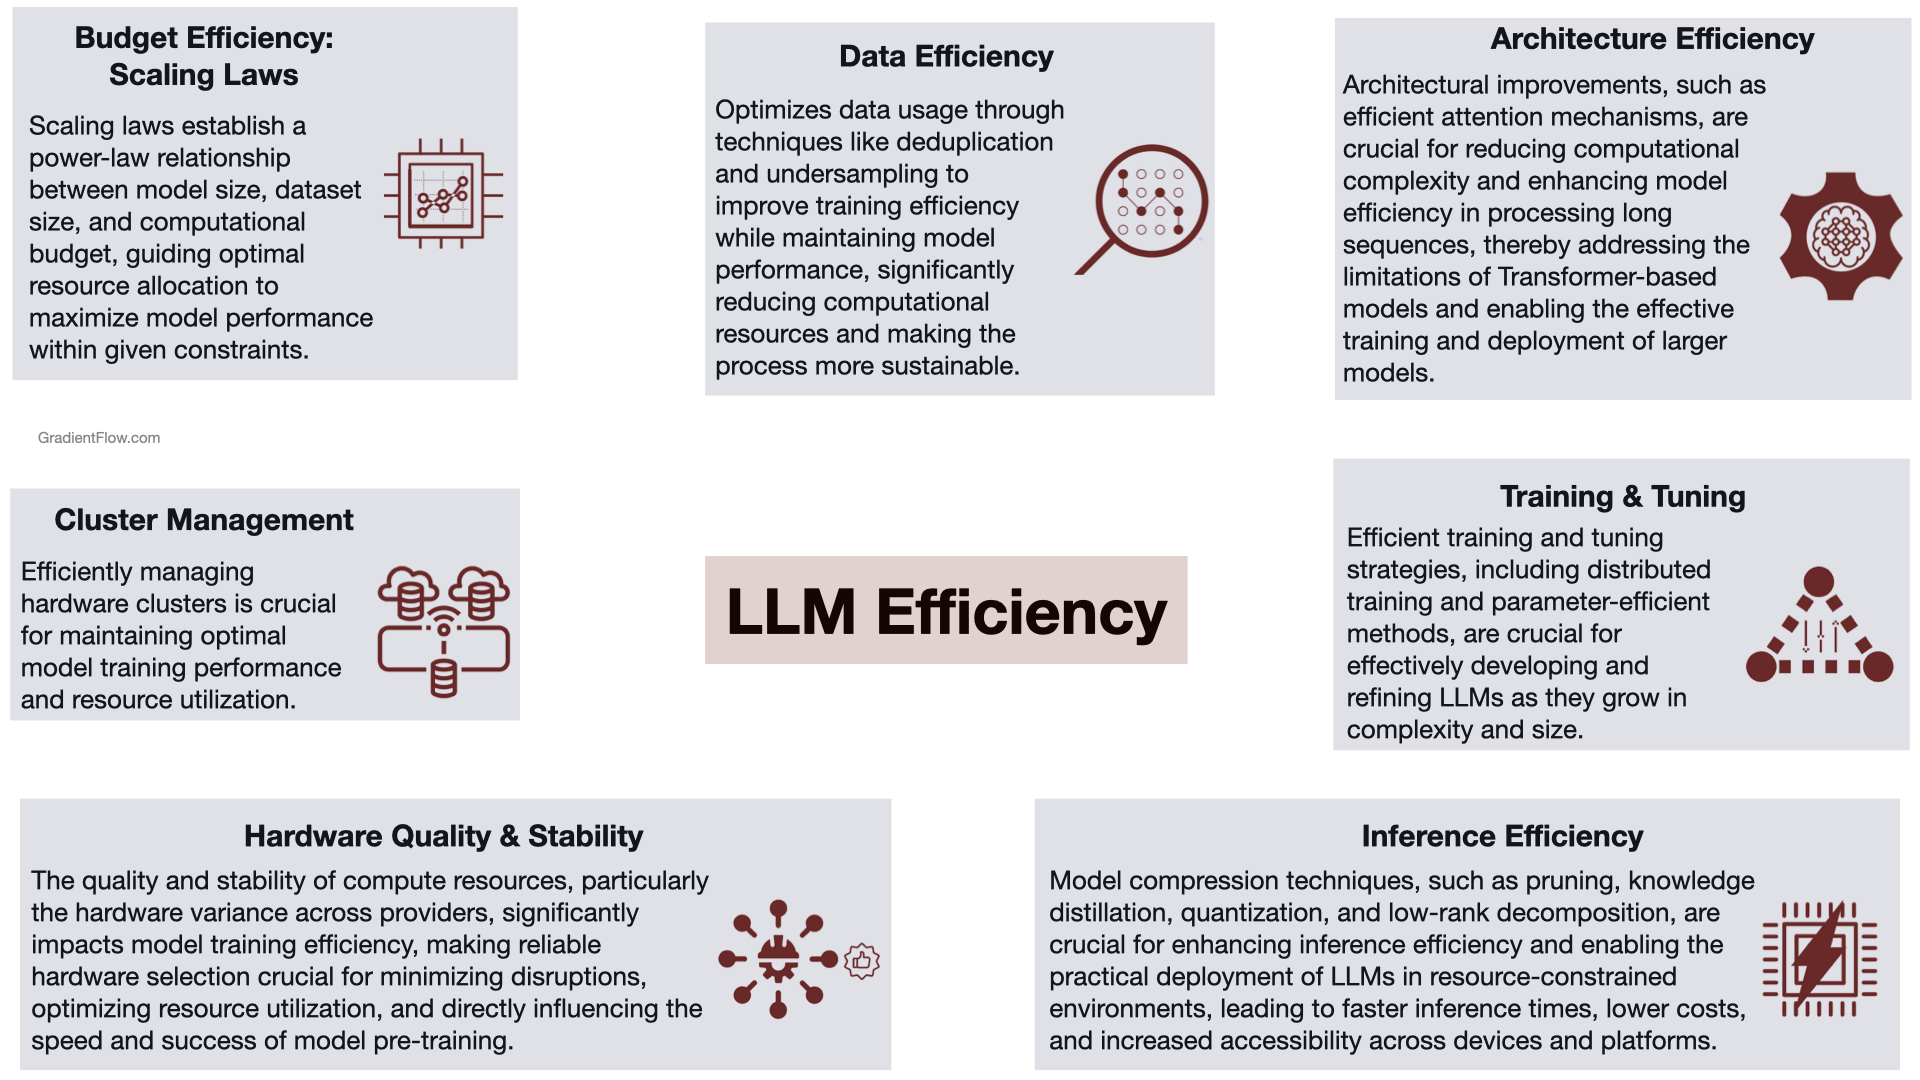 Budget Efficiency:
Scaling Laws
Scaling laws establish a
power-law relationship
between model size, dataset
size, and computational
budget, guiding optimal
resource allocation to
maximize model performance
within given constraints.
Data Efficiency
Optimizes data usage through
techniques like deduplication
and undersampling to
improve training efficiency
while maintaining model
performance, significantly
reducing computational
resources and making the
process more sustainable.
Architecture Efficiency
Architectural improvements, such as
efficient attention mechanisms, are
crucial for reducing computational
complexity and enhancing model
efficiency in processing long
sequences, thereby addressing the
limitations of Transformer-based
models and enabling the effective
training and deployment of larger
models.
GradientFlow.com
Cluster Management
Efficiently managing
hardware clusters is crucial
for maintaining optimal
model training performance
and resource utilization.
LLM Efficiency
Training & Tuning
Efficient training and tuning
strategies, including distributed
training and parameter-efficient
methods, are crucial for
effectively developing and
refining LLMs as they grow in
complexity and size.
Hardware Quality & Stability
The quality and stability of compute resources, particularly
the hardware variance across providers, significantly
impacts model training efficiency, making reliable
hardware selection crucial for minimizing disruptions,
optimizing resource utilization, and directly influencing the
speed and success of model pre-training.
Inference Efficiency
Model compression techniques, such as pruning, knowledge
distillation, quantization, and low-rank decomposition, are
crucial for enhancing inference efficiency and enabling the
practical deployment of LLMs in resource-constrained
environments, leading to faster inference times, lower costs,
and increased accessibility across devices and platforms.